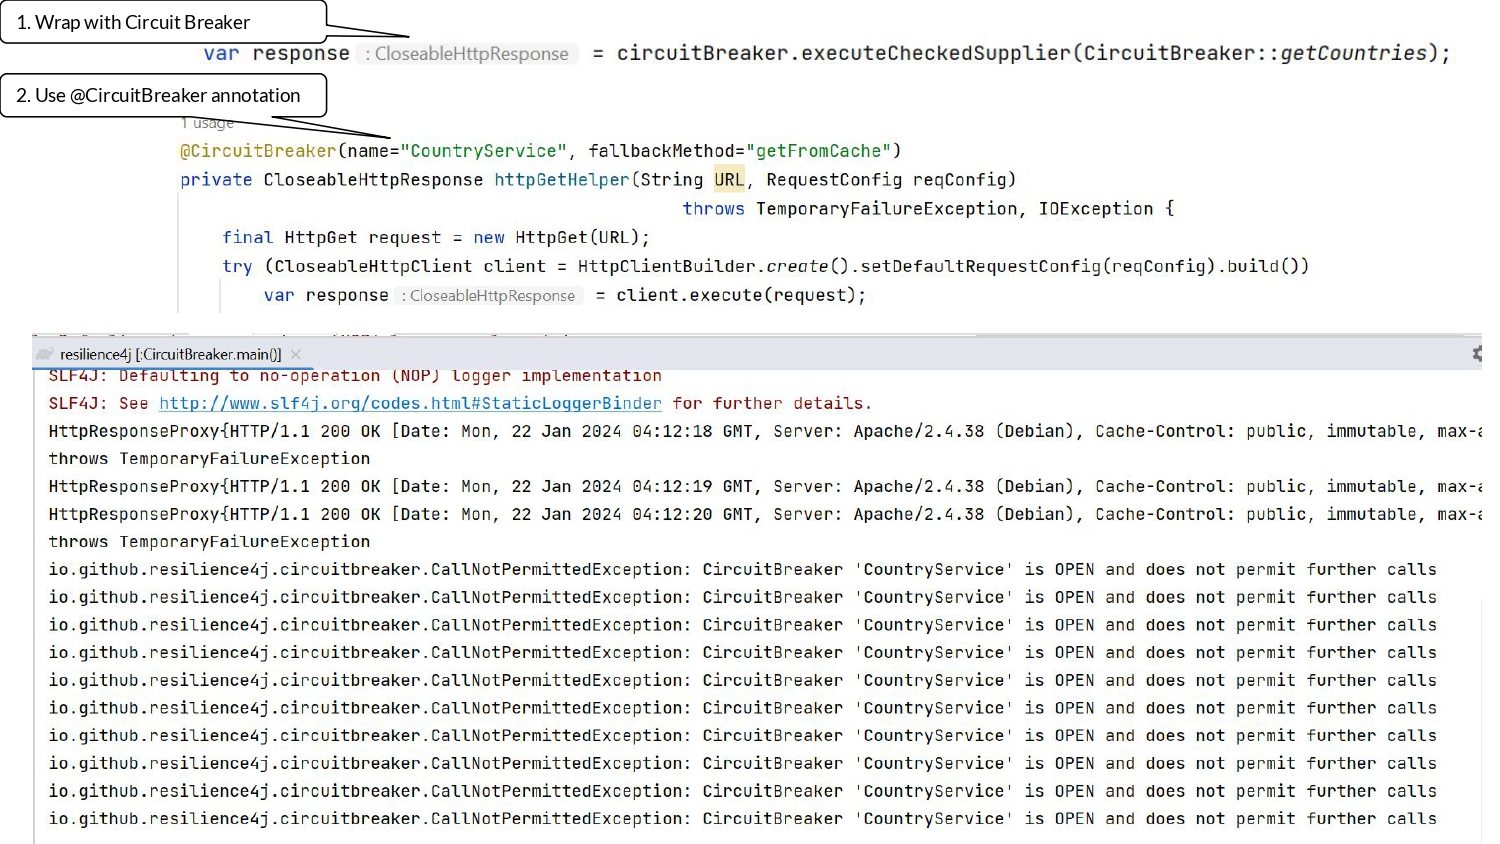 1. Wrap with Circuit Breaker
var response : CloseableHttpResponse = circuitBreaker.executeCheckedSupplier(CircuitBreaker::getCountries);
2. Use @CircuitBreaker annotation
1 usage
@CircuitBreaker(name="CountryService", fallbackMethod="getFromCache")
private CloseableHttpResponse httpGetHelper(String URL, RequestConfig reqConfig)
throws TemporaryFailureException, IOException {
final HttpGet request = new HttpGet(URL);
try (CloseableHttpClient client = HttpClientBuilder.create().setDefaultRequestConfig(reqConfig).build())
var response : CloseableHttpResponse = client.execute(request);
resilience4j [:CircuitBreaker.main()]
SLF4J: Defaulting to no-operation (NOP) logger implementation
SLF4J: See http://www.slf4j.org/codes.html#StaticLoggerBinder for further details.
HttpResponseProxy{HTTP/1.1 200 OK [Date: Mon, 22 Jan 2024 04:12:18 GMT, Server: Apache/2.4.38 (Debian), Cache-Control: public, immutable, max-a
throws TemporaryFailureException
HttpResponseProxy{HTTP/1.1 200 OK [Date: Mon, 22 Jan 2024 04:12:19 GMT, Server: Apache/2.4.38 (Debian), Cache-Control: public, immutable, max-a
HttpResponseProxy{HTTP/1.1 200 OK [Date: Mon, 22 Jan 2024 04:12:20 GMT, Server: Apache/2.4.38 (Debian), Cache-Control: public, immutable, max-a
throws TemporaryFailureException
io.github.resilience4j.circuitbreaker.CallNotPermittedException: CircuitBreaker 'CountryService' is OPEN and does not permit further calls
io.github.resilience4j.circuitbreaker.CallNotPermittedException: CircuitBreaker 'CountryService' is OPEN and does not permit further calls
io.github.resilience4j.circuitbreaker.CallNotPermittedException: CircuitBreaker 'CountryService' is OPEN and does not permit further calls
io.github.resilience4j.circuitbreaker.CallNotPermittedException: CircuitBreaker 'CountryService' is OPEN and does not permit further calls
io.github.resilience4j.circuitbreaker.CallNotPermittedException: CircuitBreaker 'CountryService' is OPEN and does not permit further calls
io.github.resilience4j.circuitbreaker.CallNotPermittedException: CircuitBreaker 'CountryService' is OPEN and does not permit further calls
io.github.resilience4j.circuitbreaker.CallNotPermittedException: CircuitBreaker 'CountryService' is OPEN and does not permit further calls
io.github.resilience4j.circuitbreaker.CallNotPermittedException: CircuitBreaker 'CountryService' is OPEN and does not permit further calls
io.github.resilience4j.circuitbreaker.CallNotPermittedException: CircuitBreaker 'CountryService' is OPEN and does not permit further calls
io.github.resilience4j.circuitbreaker.CallNotPermittedException: CircuitBreaker 'CountryService' is OPEN and does not permit further calls